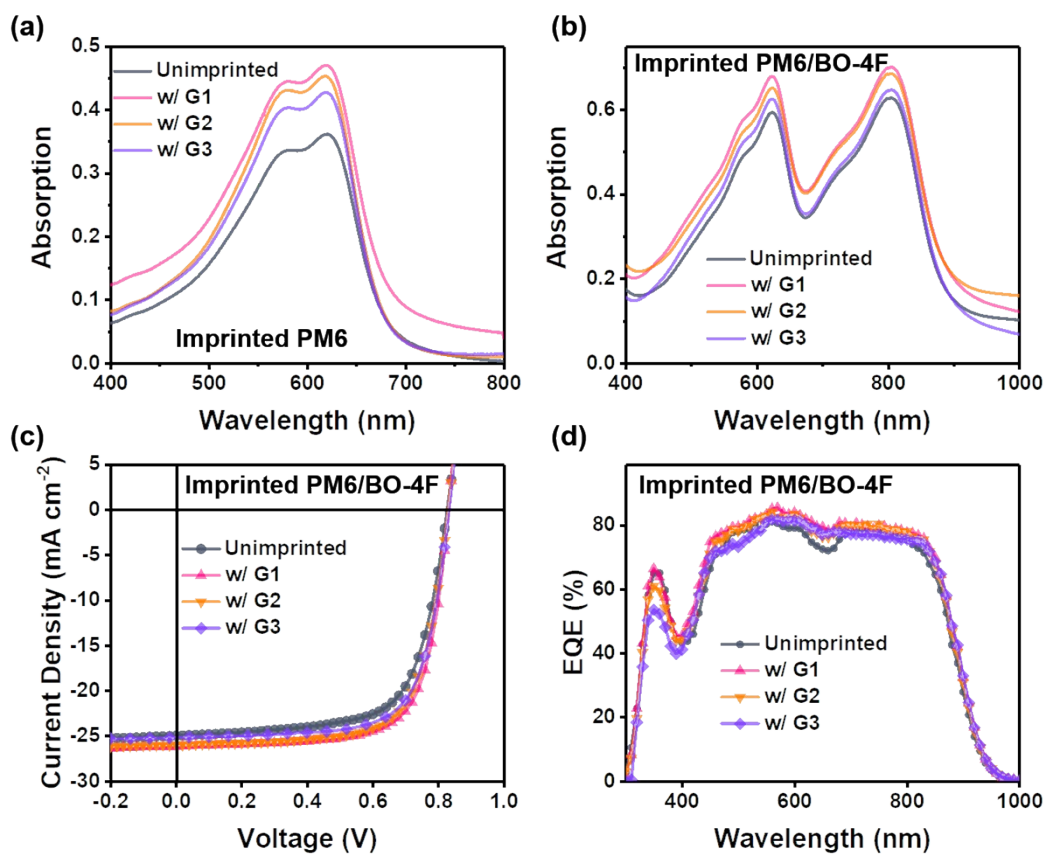 (a)
0.5
0.4
0.3
0.2
0.1
0.0
Absorption
Unimprinted
w/ G1
w/ G2
w/ G3
Imprinted PM6
400 500 600 700 800
Wavelength (nm)
(b)
Imprinted PM6/BO-4F
0.6
0.4
0.2
0.0
Absorption
Unimprinted
w/ G1
w/ G2
w/ G3
400 500 600 700 800 900 1000
Wavelength (nm)
(c)
Imprinted PM6/BO-4F
5
0
-5
-10
-15
-20
-25
-30
Current Density (mA cm-2)
Unimprinted
w/ G1
w/ G2
w/ G3
-0.2 0.0 0.2 0.4 0.6 0.8 1.0
Voltage (V)
(d)
Imprinted PM6/BO-4F
80
60
40
20
0
EQE (%)
Unimprinted
w/ G1
w/ G2
w/ G3
400 600 800 1000
Wavelength (nm)